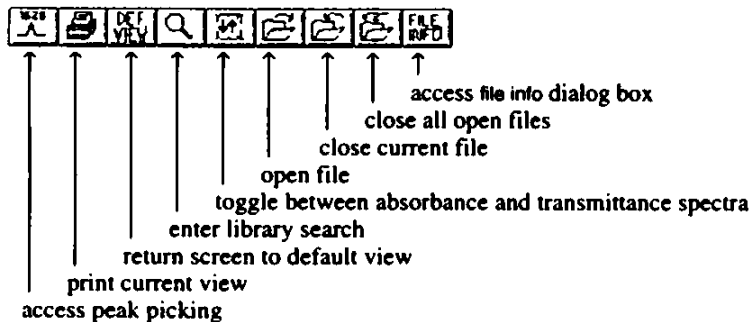 1628
DEF
VIEW
FILE
INFO
access file info dialog box
close all open files
close current file
open file
toggle between absorbance and transmittance spectra
enter library search
return screen to default view
print current view
access peak picking